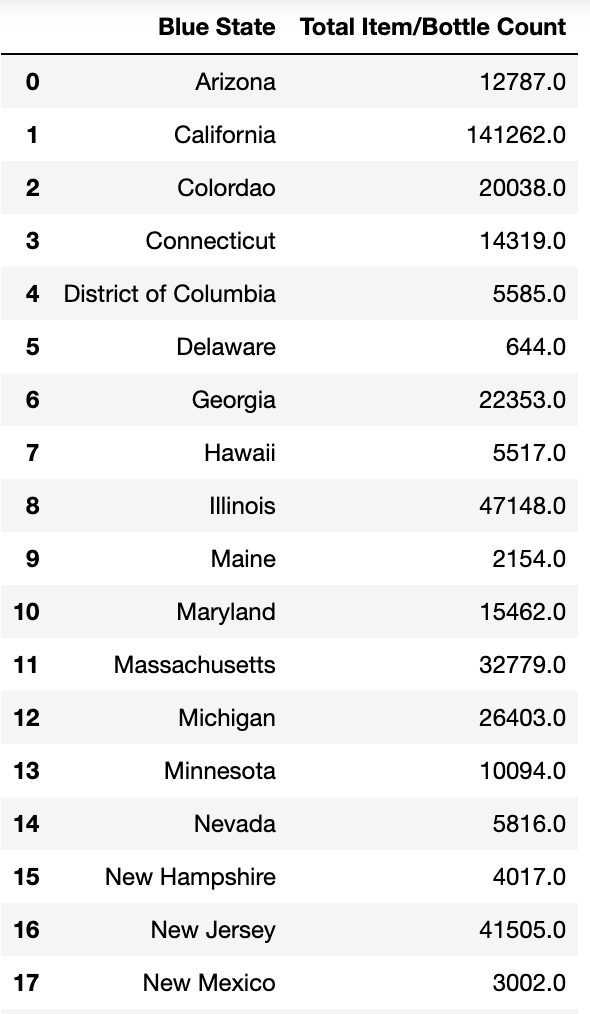 Blue State Total Item/Bottle Count
0 Arizona 12787.0
1 California 141262.0
2 Colordao 20038.0
3 Connecticut 14319.0
4 District of Columbia 5585.0
5 Delaware 644.0
6 Georgia 22353.0
7 Hawaii 5517.0
8 Illinois 47148.0
9 Maine 2154.0
10 Maryland 15462.0
11 Massachusetts 32779.0
12 Michigan 26403.0
13 Minnesota 10094.0
14 Nevada 5816.0
15 New Hampshire 4017.0
16 New Jersey 41505.0
17 New Mexico 3002.0